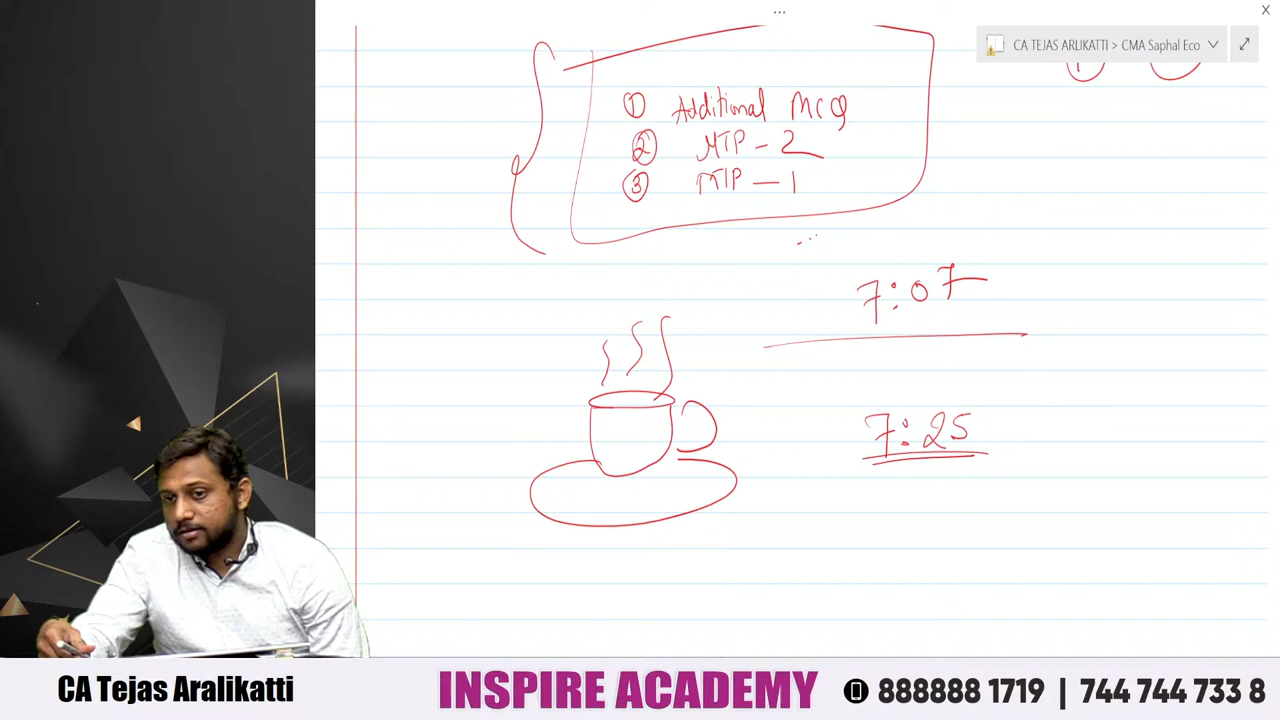 ...
x
CA TEJAS ARLIKATTI > CMA Saphal Eco
① Additional MCQ
② MTP - 2
③ MTP - 1
7:07
7:25
CA Tejas Aralikatti
INSPIRE ACADEMY
888888 1719 | 744 744 733 8